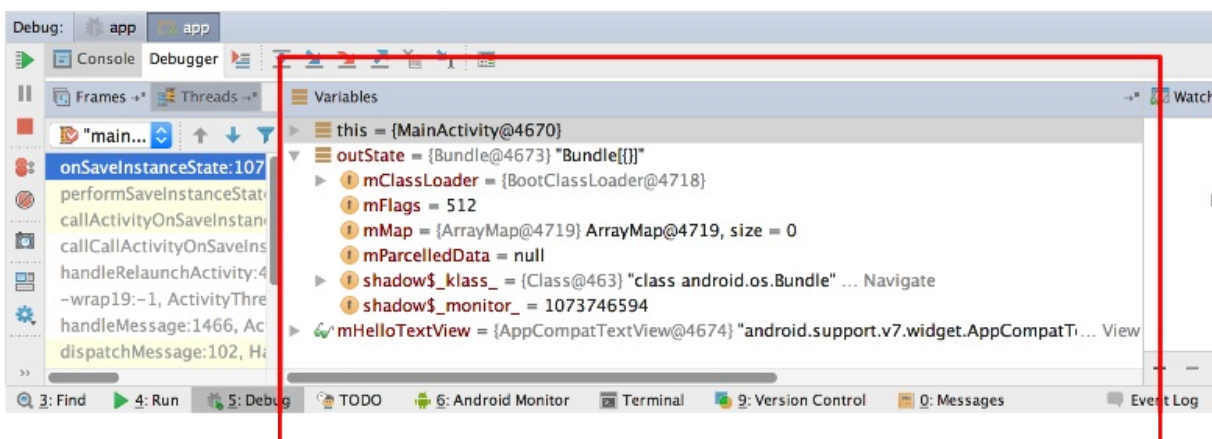 Debug: app app
Console Debugger
Frames Threads Variables Watch
"main...
this = {MainActivity@4670}
onSaveInstanceState:107 outState = {Bundle@4673} "Bundle[{}]"
performSaveInstanceStat mClassLoader = {BootClassLoader@4718}
callActivityOnSaveInstan mFlags = 512
callCallActivityOnSaveIns mMap = {ArrayMap@4719} ArrayMap@4719, size = 0
handleRelaunchActivity:4 mParcelledData = null
-wrap19:-1, ActivityThre shadow$_klass_ = {Class@463} "class android.os.Bundle" ... Navigate
handleMessage:1466, Ac shadow$_monitor_ = 1073746594
dispatchMessage:102, Ha mHelloTextView = {AppCompatTextView@4674} "android.support.v7.widget.AppCompatT... View
3: Find 4: Run 5: Debug TODO 6: Android Monitor Terminal 9: Version Control 0: Messages Event Log